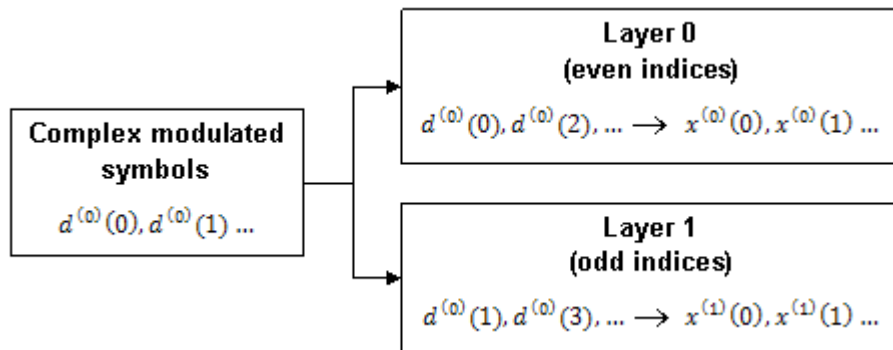 Complex modulated
symbols
d⁽⁰⁾(0), d⁽⁰⁾(1) ...
Layer 0
(even indices)
d⁽⁰⁾(0), d⁽⁰⁾(2), ... → x⁽⁰⁾(0), x⁽⁰⁾(1) ...
Layer 1
(odd indices)
d⁽⁰⁾(1), d⁽⁰⁾(3), ... → x⁽¹⁾(0), x⁽¹⁾(1) ...